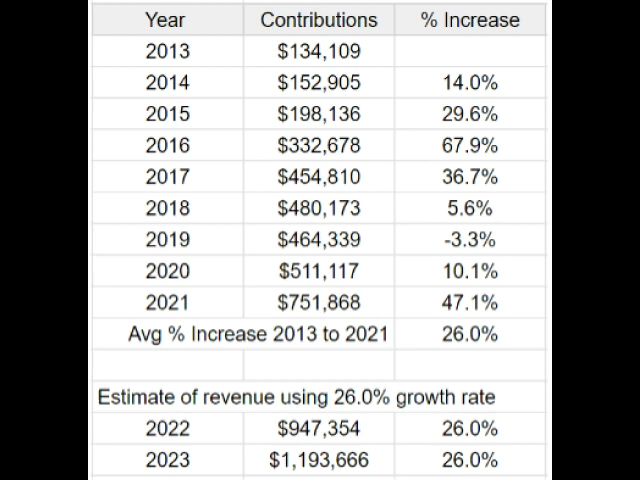 Year Contributions % Increase
2013 $134,109
2014 $152,905 14.0%
2015 $198,136 29.6%
2016 $332,678 67.9%
2017 $454,810 36.7%
2018 $480,173 5.6%
2019 $464,339 -3.3%
2020 $511,117 10.1%
2021 $751,868 47.1%
Avg % Increase 2013 to 2021 26.0%
Estimate of revenue using 26.0% growth rate
2022 $947,354 26.0%
2023 $1,193,666 26.0%